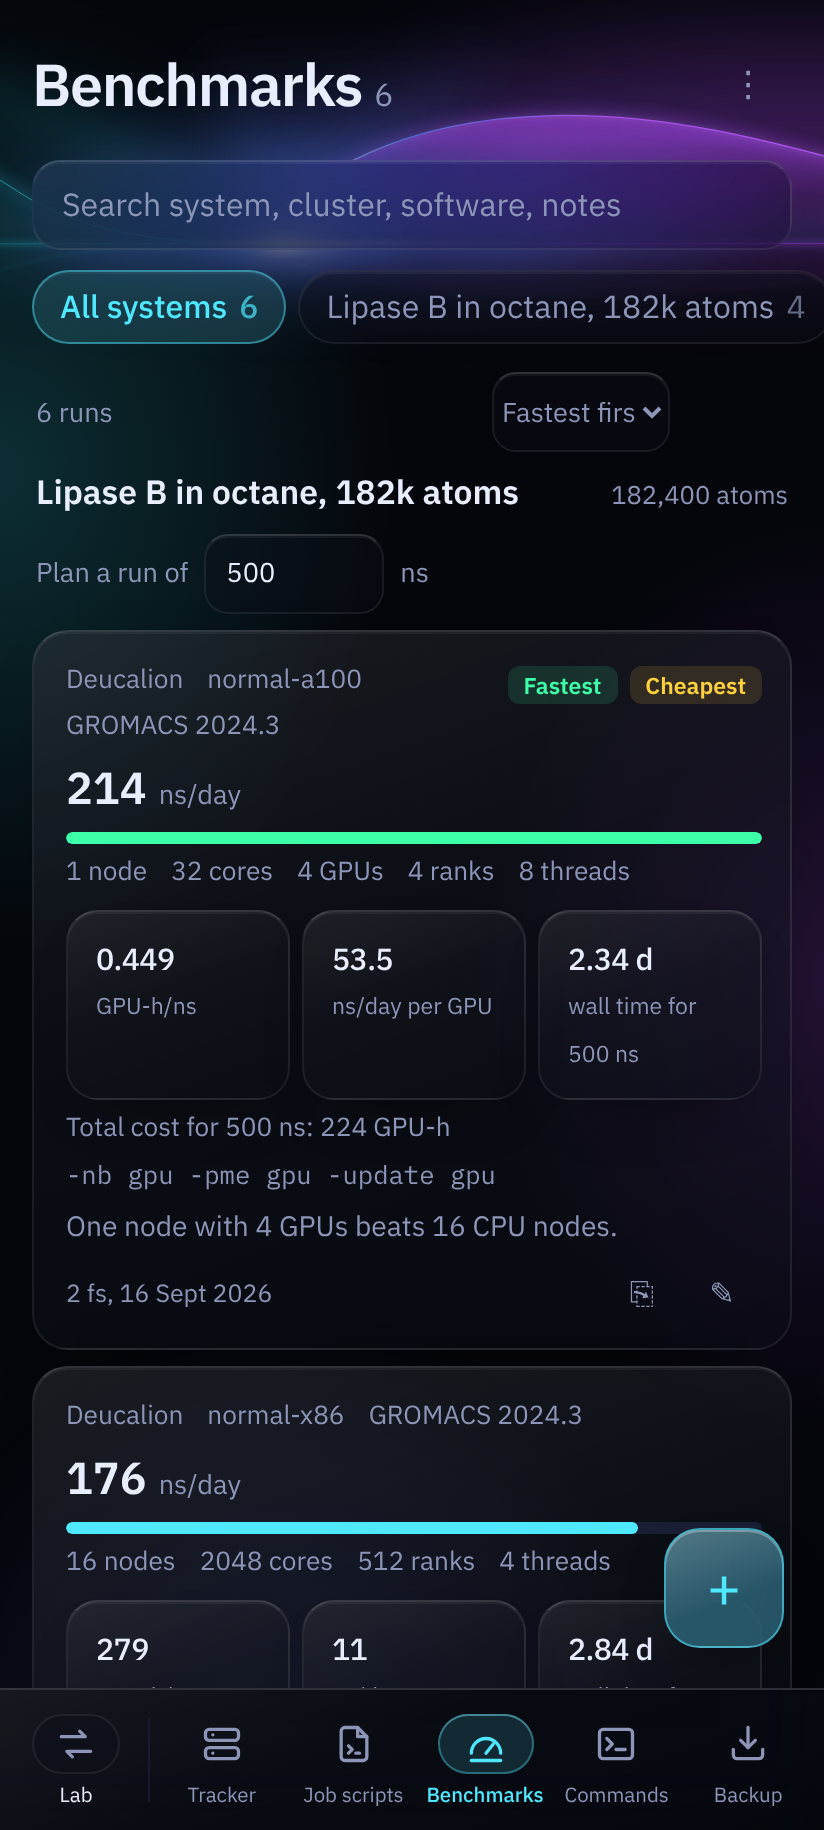 Benchmarks 6
Search system, cluster, software, notes
All systems 6
Lipase B in octane, 182k atoms 4
6 runs
Fastest firs
Lipase B in octane, 182k atoms
182,400 atoms
Plan a run of 500 ns
Deucalion normal-a100
Fastest
Cheapest
GROMACS 2024.3
214 ns/day
1 node 32 cores 4 GPUs 4 ranks 8 threads
0.449
GPU-h/ns
53.5
ns/day per GPU
2.34 d
wall time for
500 ns
Total cost for 500 ns: 224 GPU-h
-nb gpu -pme gpu -update gpu
One node with 4 GPUs beats 16 CPU nodes.
2 fs, 16 Sept 2026
Deucalion normal-x86 GROMACS 2024.3
176 ns/day
16 nodes 2048 cores 512 ranks 4 threads
279
11
2.84 d
Lab
Tracker
Job scripts
Benchmarks
Commands
Backup